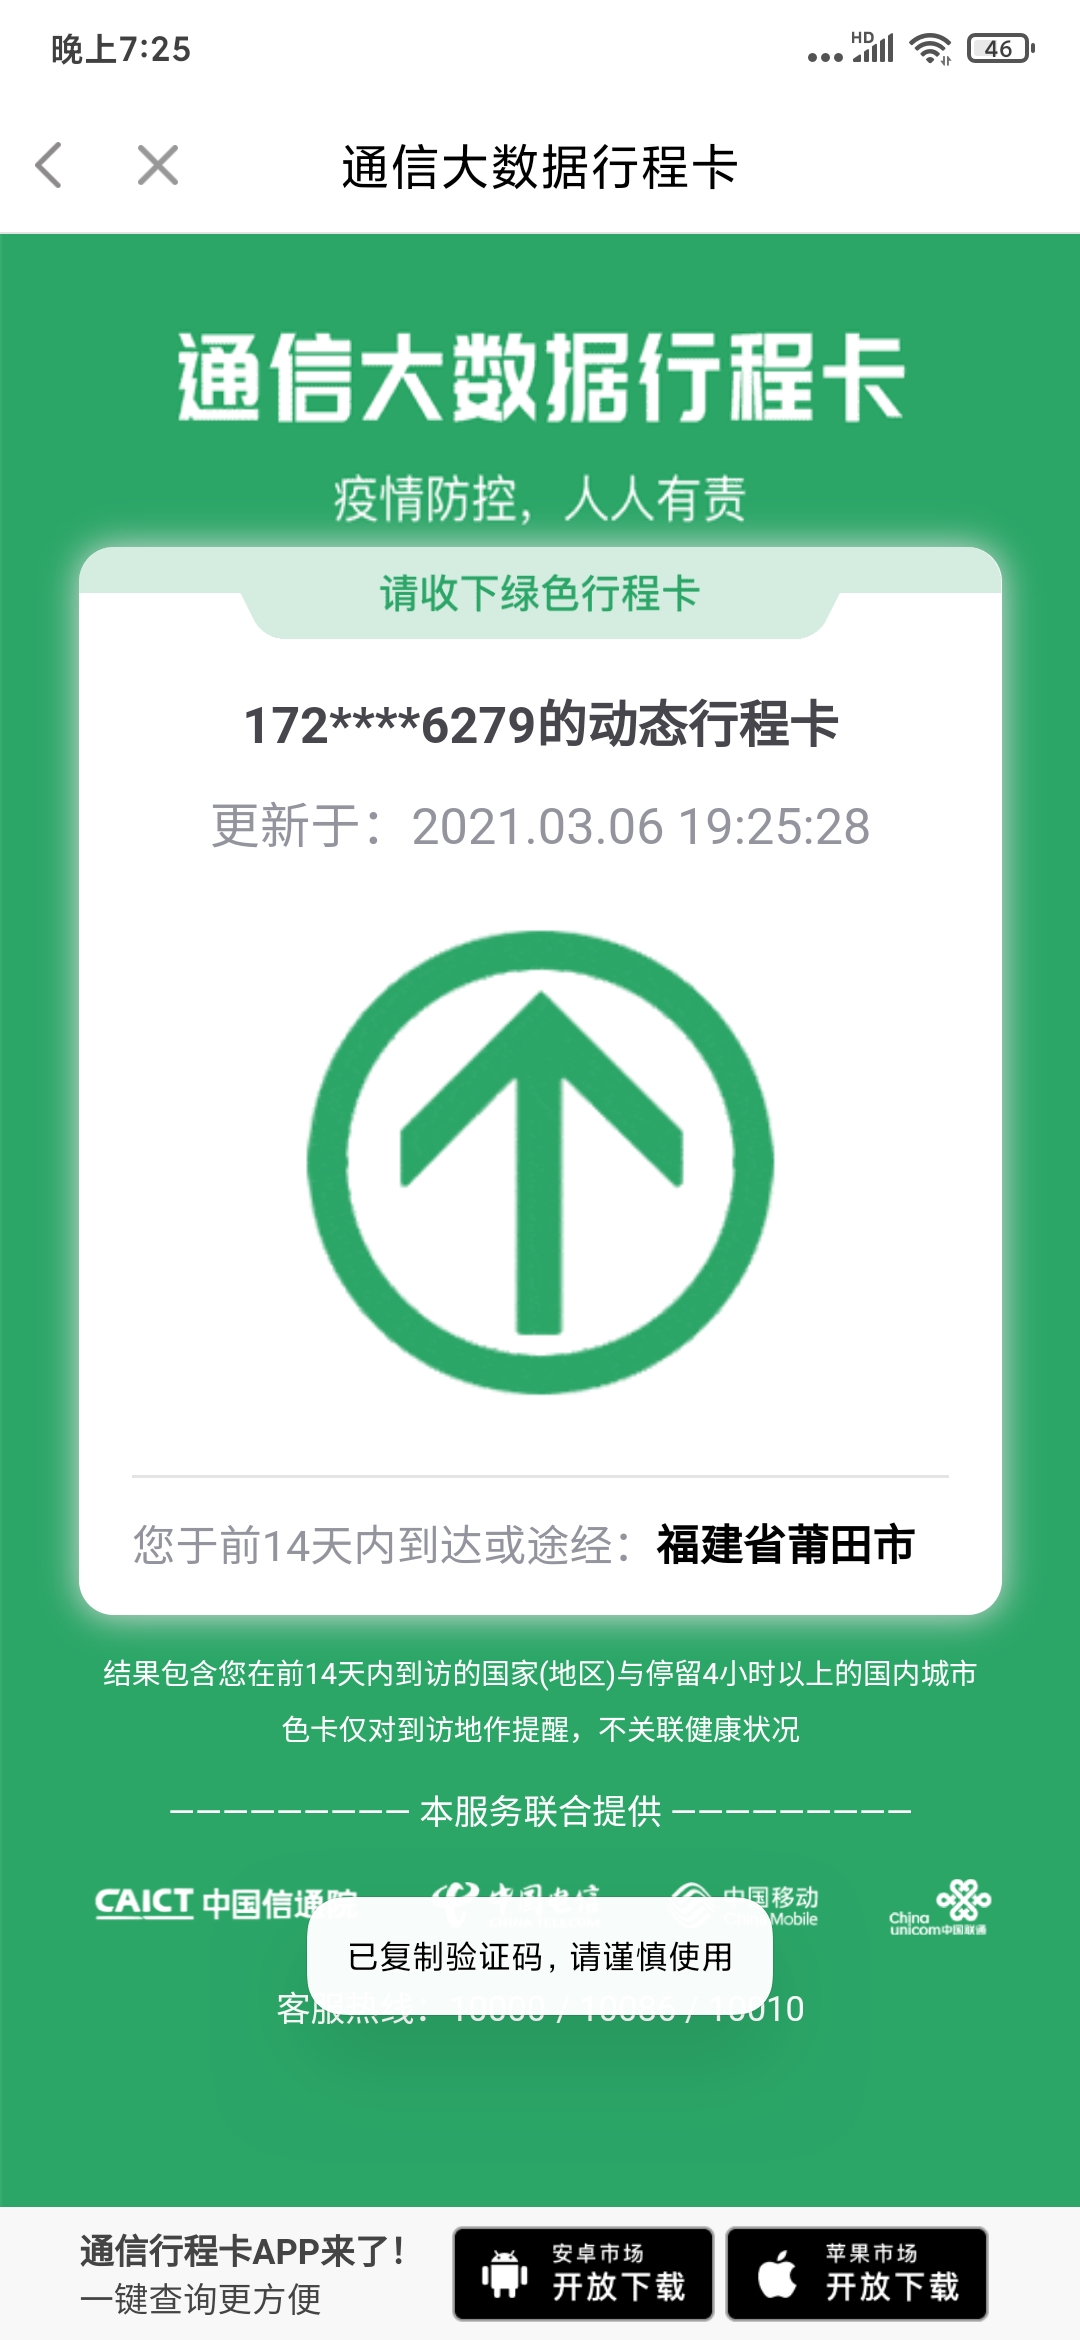 晚上7:25
HD
46
通信大数据行程卡
通信大数据行程卡
疫情防控，人人有责
请收下绿色行程卡
172****6279的动态行程卡
更新于：2021.03.06 19:25:28
您于前14天内到达或途经：福建省莆田市
结果包含您在前14天内到访的国家(地区)与停留4小时以上的国内城市
色卡仅对到访地作提醒，不关联健康状况
—————————本服务联合提供—————————
CAICT 中国信通院
中国电信
中国移动
Mobile
China
unicom中国联通
已复制验证码，请谨慎使用
客服热线：10000 / 10086 / 10010
通信行程卡APP来了！
一键查询更方便
安卓市场
开放下载
苹果市场
开放下载